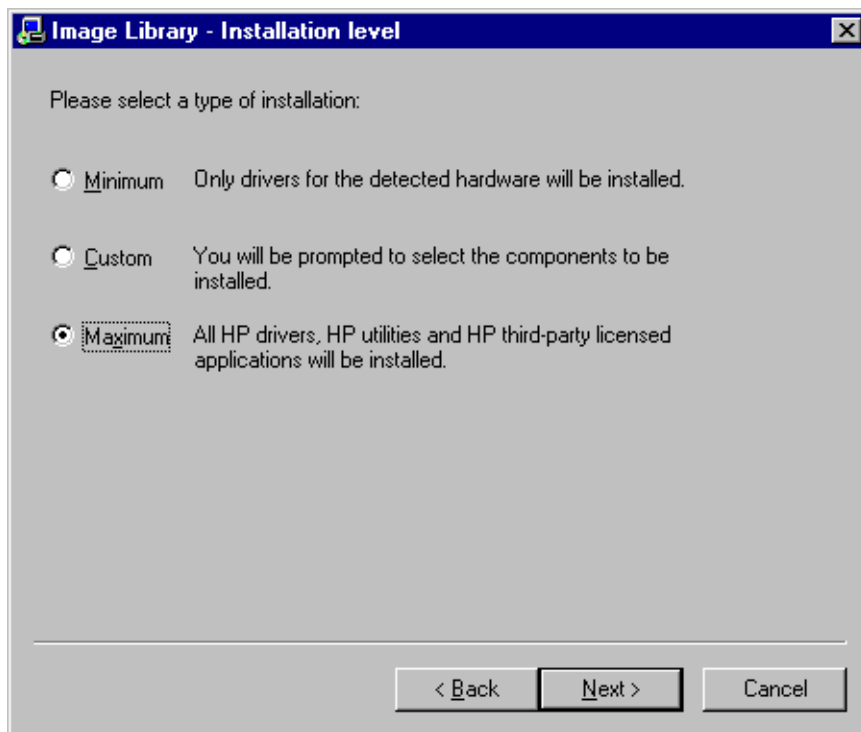 Image Library - Installation level
Please select a type of installation:
Minimum Only drivers for the detected hardware will be installed.
Custom You will be prompted to select the components to be
installed.
Maximum All HP drivers, HP utilities and HP third-party licensed
applications will be installed.
< Back Next > Cancel